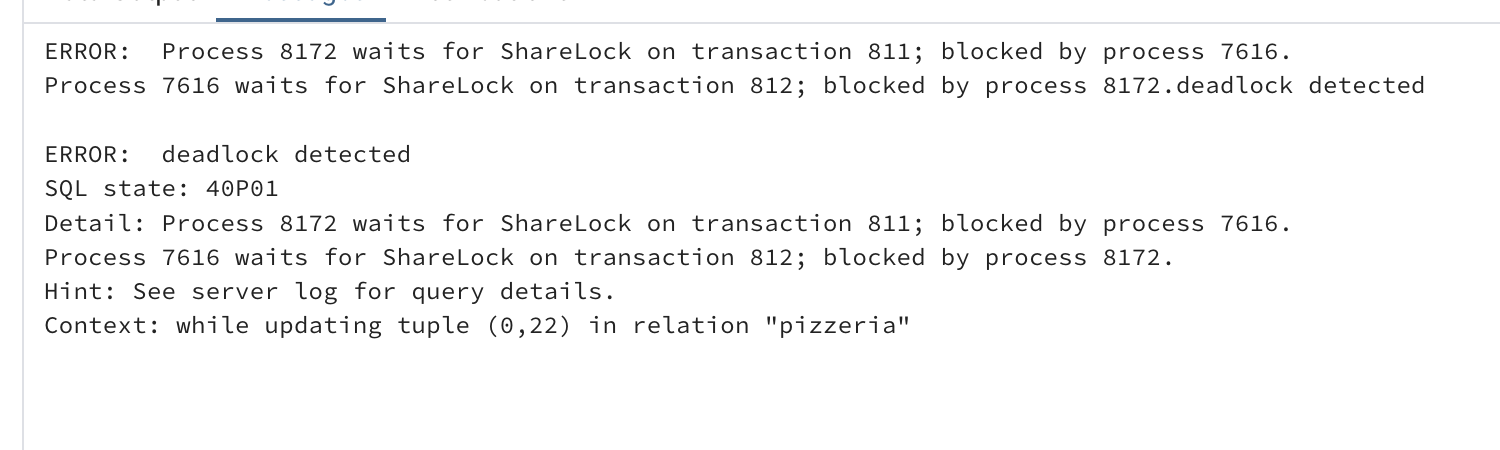 ERROR:  Process 8172 waits for ShareLock on transaction 811; blocked by process 7616.
Process 7616 waits for ShareLock on transaction 812; blocked by process 8172.deadlock detected
ERROR:  deadlock detected
SQL state: 40P01
Detail: Process 8172 waits for ShareLock on transaction 811; blocked by process 7616.
Process 7616 waits for ShareLock on transaction 812; blocked by process 8172.
Hint: See server log for query details.
Context: while updating tuple (0,22) in relation "pizzeria"